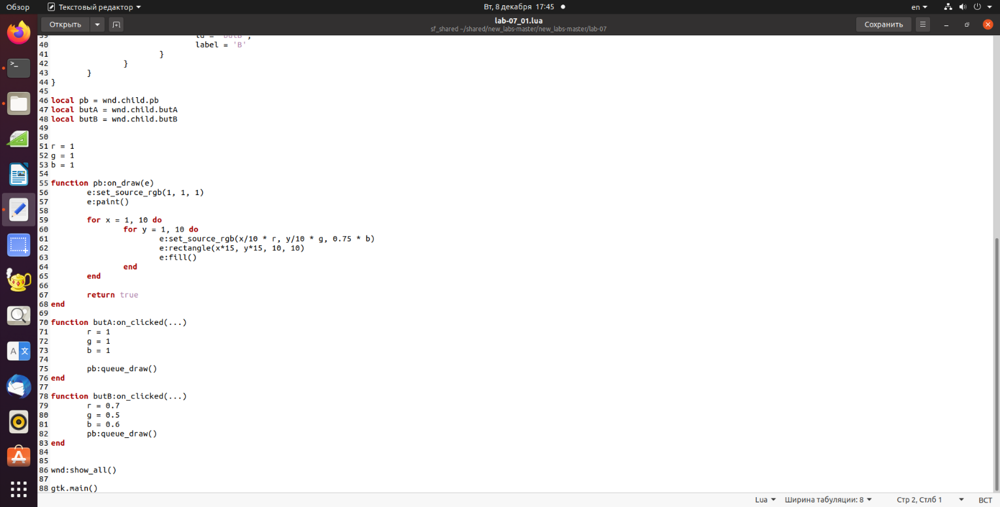 Обзор
Текстовый редактор
Вт, 8 декабря 17:45
en
Открыть
lab-07_01.lua
sf_shared ~/shared/new_labs-master/new_labs-master/lab-07
Сохранить
39 id = 'butB',
40 label = 'B'
41 }
42 }
43 }
44 }
45
46 local pb = wnd.child.pb
47 local butA = wnd.child.butA
48 local butB = wnd.child.butB
49
50
51 r = 1
52 g = 1
53 b = 1
54
55 function pb:on_draw(e)
56 e:set_source_rgb(1, 1, 1)
57 e:paint()
58
59 for x = 1, 10 do
60 for y = 1, 10 do
61 e:set_source_rgb(x/10 * r, y/10 * g, 0.75 * b)
62 e:rectangle(x*15, y*15, 10, 10)
63 e:fill()
64 end
65 end
66
67 return true
68 end
69
70 function butA:on_clicked(...)
71 r = 1
72 g = 1
73 b = 1
74
75 pb:queue_draw()
76 end
77
78 function butB:on_clicked(...)
79 r = 0.7
80 g = 0.5
81 b = 0.6
82 pb:queue_draw()
83 end
84
85
86 wnd:show_all()
87
88 gtk.main()
Lua
Ширина табуляции: 8
Стр 2, Стлб 1
ВСТ